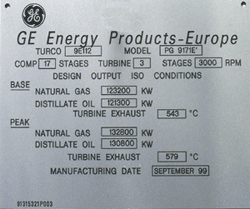 GE
GE Energy Products-Europe
TURCO 9E112 MODEL PG 9171E
COMP 17 STAGES TURBINE 3 STAGES 3000 RPM
DESIGN OUTPUT ISO CONDITIONS
BASE
NATURAL GAS 123200 KW
DISTILLATE OIL 121300 KW
TURBINE EXHAUST 543 °C
PEAK
NATURAL GAS 132800 KW
DISTILLATE OIL 130800 KW
TURBINE EXHAUST 579 °C
MANUFACTURING DATE SEPTEMBER 99
91315321P003